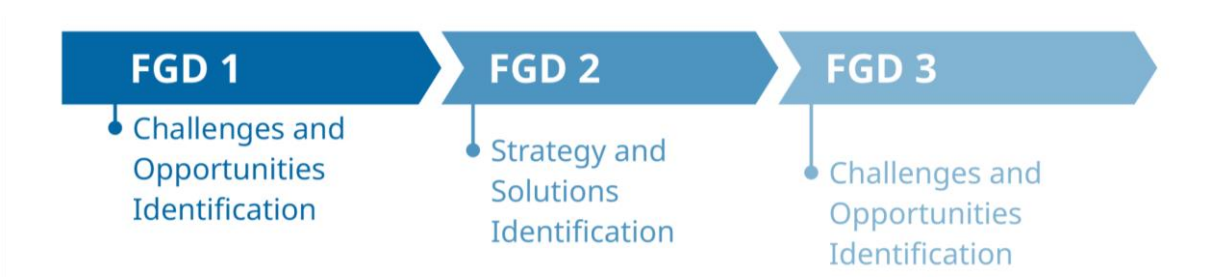 FGD 1
Challenges and
Opportunities
Identification
FGD 2
Strategy and
Solutions
Identification
FGD 3
Challenges and
Opportunities
Identification